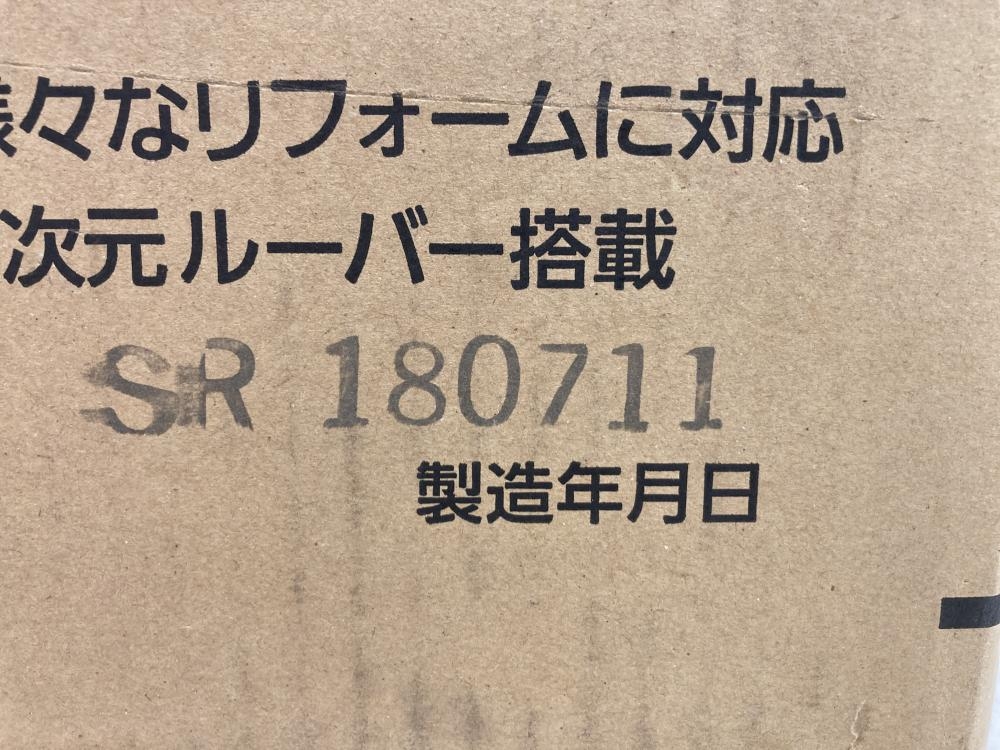 様々なリフォームに対応
次元ルーバー搭載
SR 180711
製造年月日